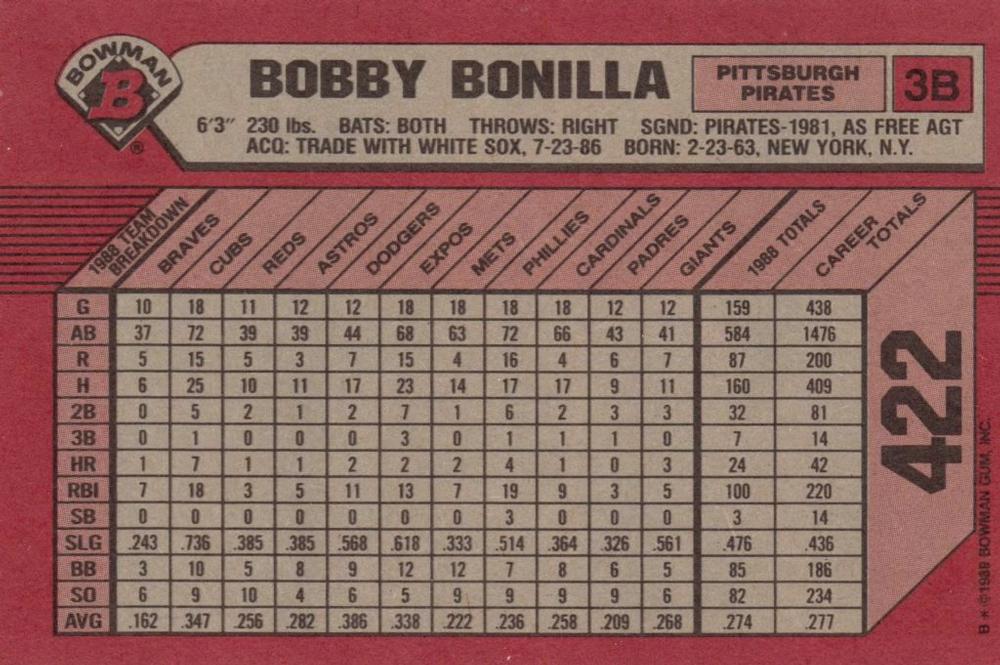 BOWMAN
B
®
BOBBY BONILLA
PITTSBURGH
PIRATES
3B
6'3" 230 lbs. BATS: BOTH THROWS: RIGHT SGND: PIRATES-1981, AS FREE AGT
ACQ: TRADE WITH WHITE SOX, 7-23-86 BORN: 2-23-63, NEW YORK, N.Y.
1988 TEAM BREAKDOWN BRAVES CUBS REDS ASTROS DODGERS EXPOS METS PHILLIES CARDINALS PADRES GIANTS 1988 TOTALS CAREER TOTALS
G 10 18 11 12 12 18 18 18 18 12 12 159 438
AB 37 72 39 39 44 68 63 72 66 43 41 584 1476
R 5 15 5 3 7 15 4 16 4 6 7 87 200
H 6 25 10 11 17 23 14 17 17 9 11 160 409
2B 0 5 2 1 2 7 1 6 2 3 3 32 81
3B 0 1 0 0 0 3 0 1 1 1 0 7 14
HR 1 7 1 1 2 2 2 4 1 0 3 24 42
RBI 7 18 3 5 11 13 7 19 9 3 5 100 220
SB 0 0 0 0 0 0 0 3 0 0 0 3 14
SLG .243 .736 .385 .385 .568 .618 .333 .514 .364 .326 .561 .476 .436
BB 3 10 5 8 9 12 12 7 8 6 5 85 186
SO 6 9 10 4 6 5 9 9 9 9 6 82 234
AVG .162 .347 .256 .282 .386 .338 .222 .236 .258 .209 .268 .274 .277
422
B * ©1989 BOWMAN GUM, INC.